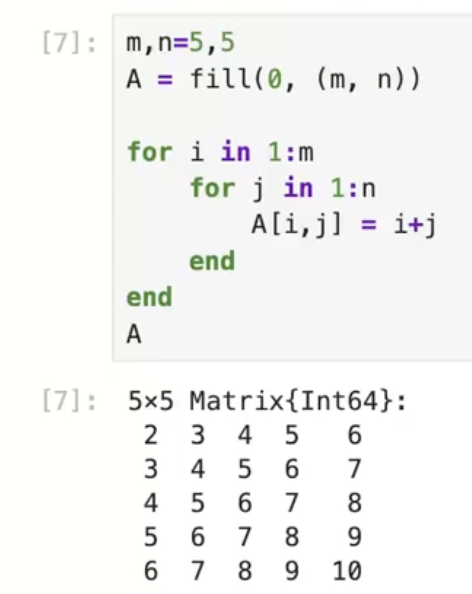 [7]: m,n=5,5
A = fill(0, (m, n))
for i in 1:m
for j in 1:n
A[i,j] = i+j
end
end
A
[7]: 5×5 Matrix{Int64}:
2 3 4 5 6
3 4 5 6 7
4 5 6 7 8
5 6 7 8 9
6 7 8 9 10